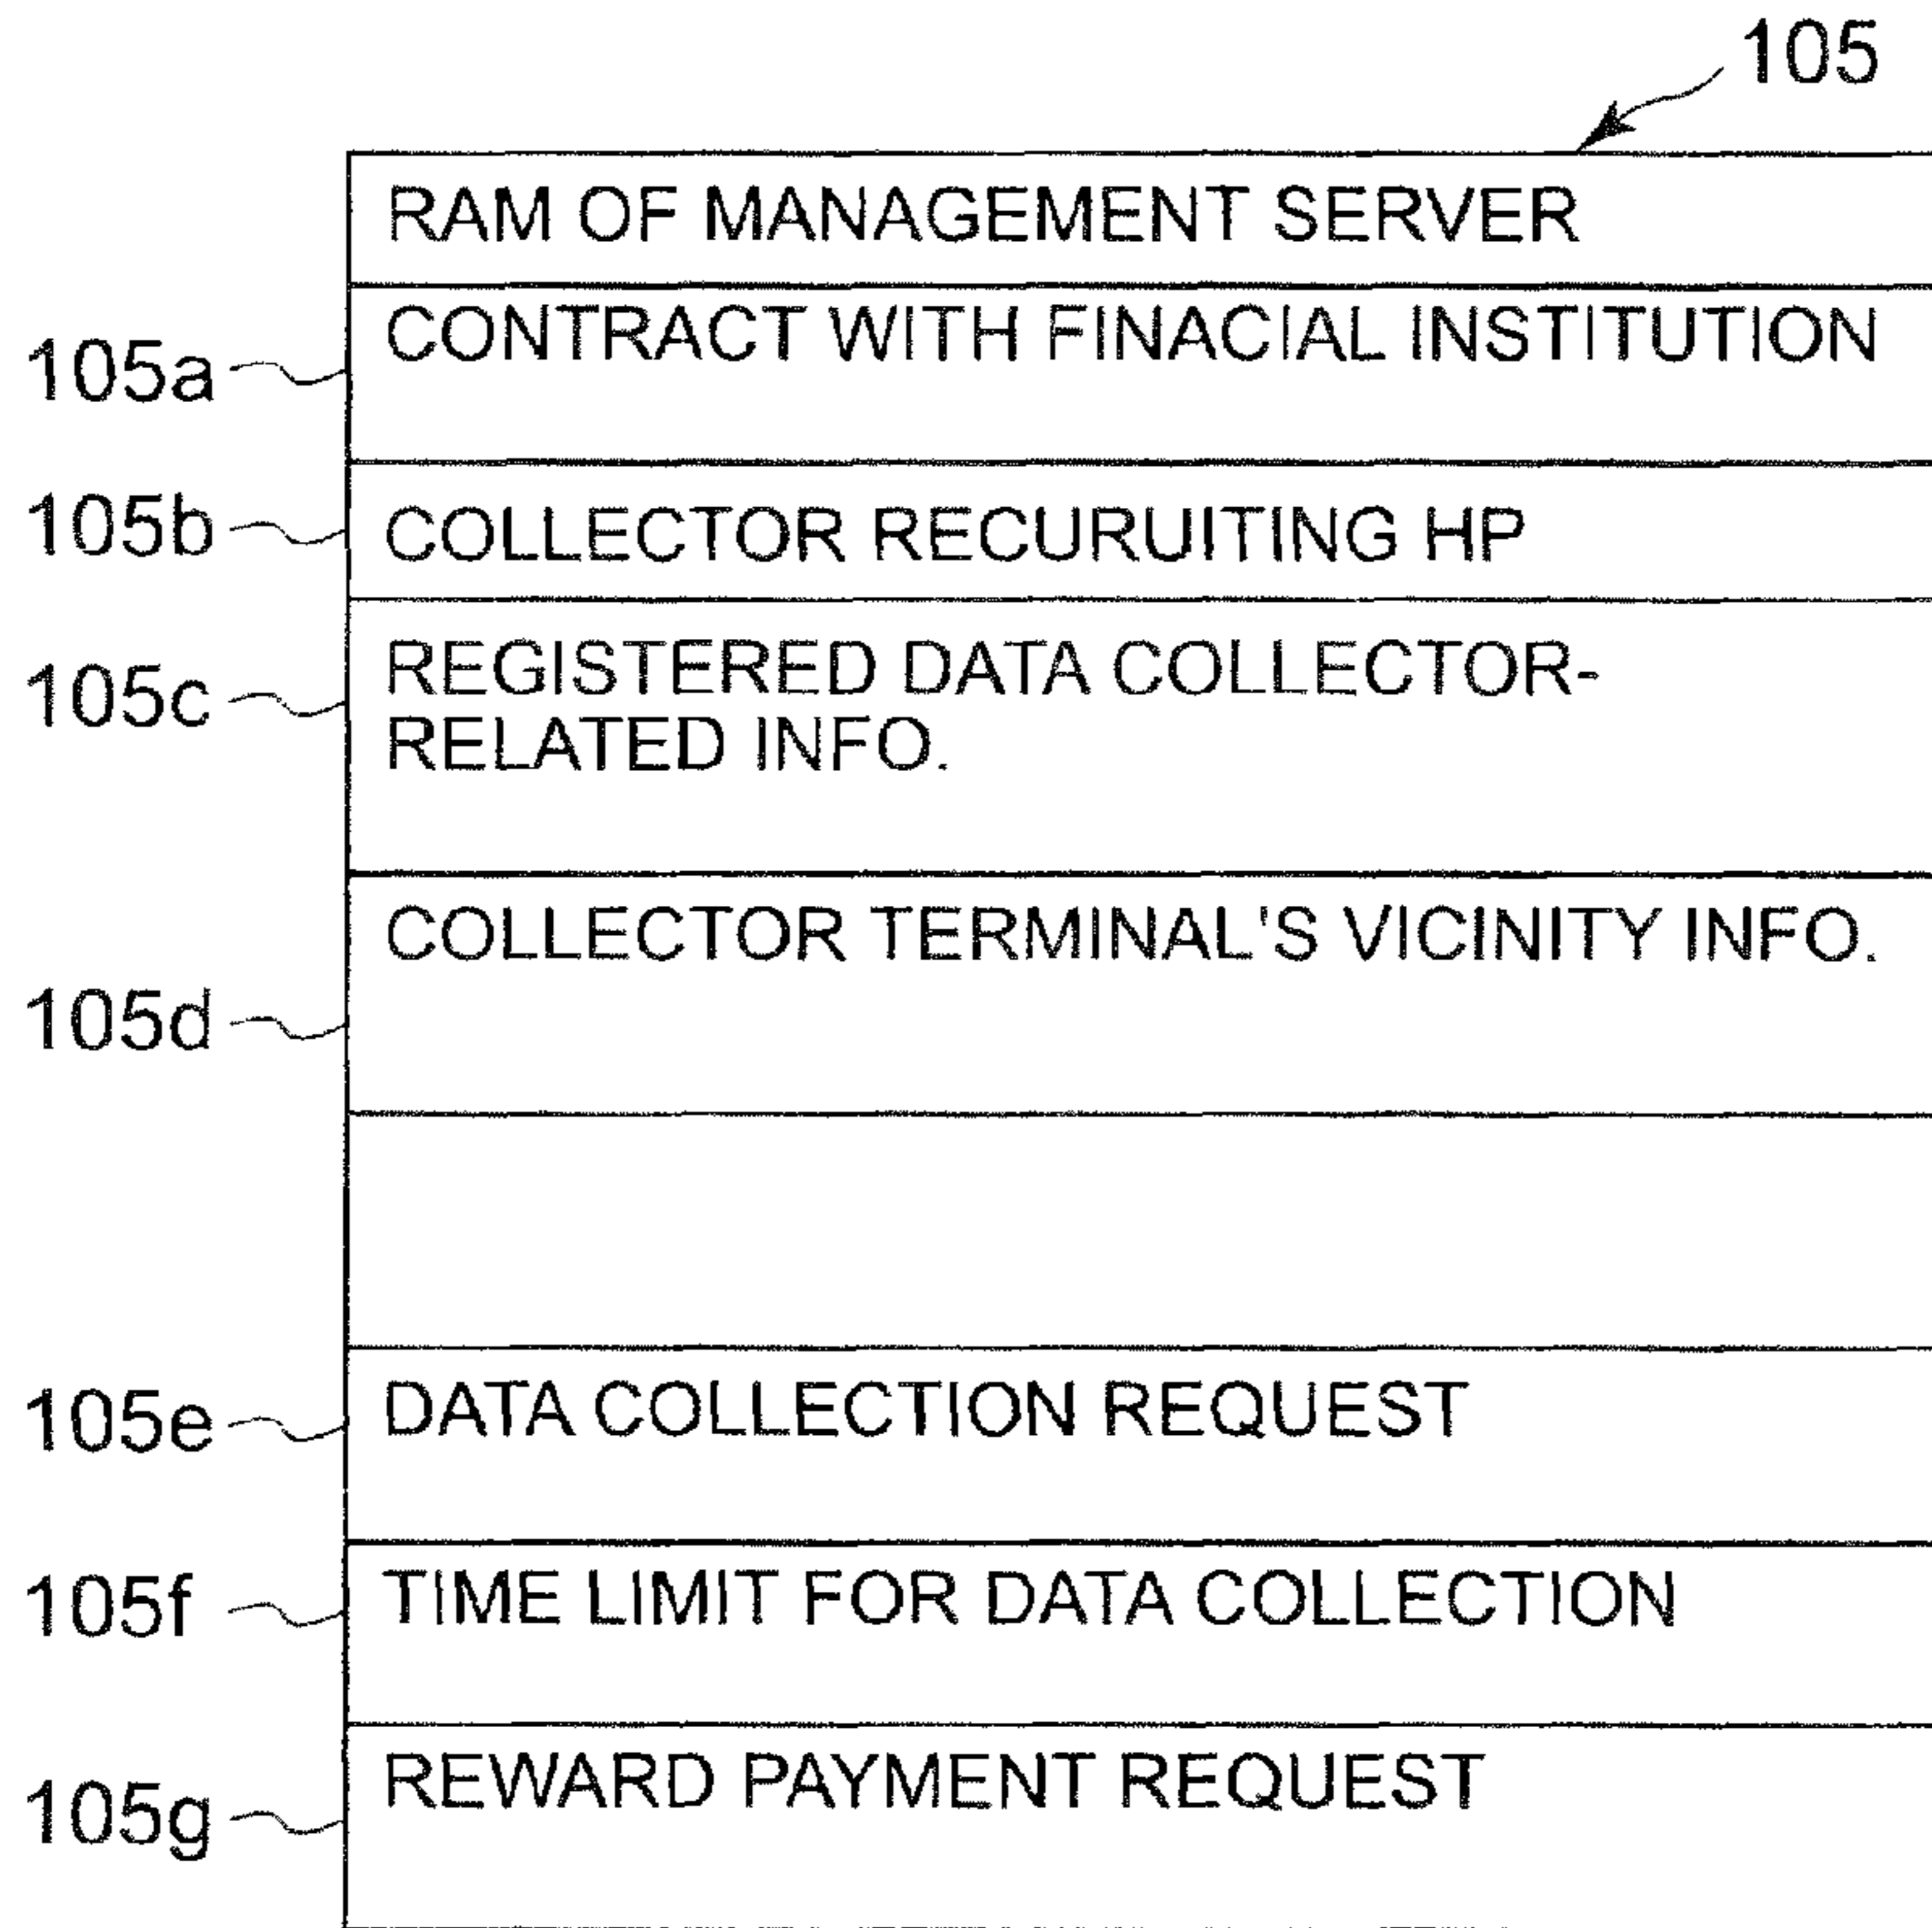 105
RAM OF MANAGEMENT SERVER
105a
CONTRACT WITH FINACIAL INSTITUTION
105b
COLLECTOR RECURUITING HP
105c
REGISTERED DATA COLLECTOR-
RELATED INFO.
105d
COLLECTOR TERMINAL'S VICINITY INFO.
105e
DATA COLLECTION REQUEST
105f
TIME LIMIT FOR DATA COLLECTION
105g
REWARD PAYMENT REQUEST